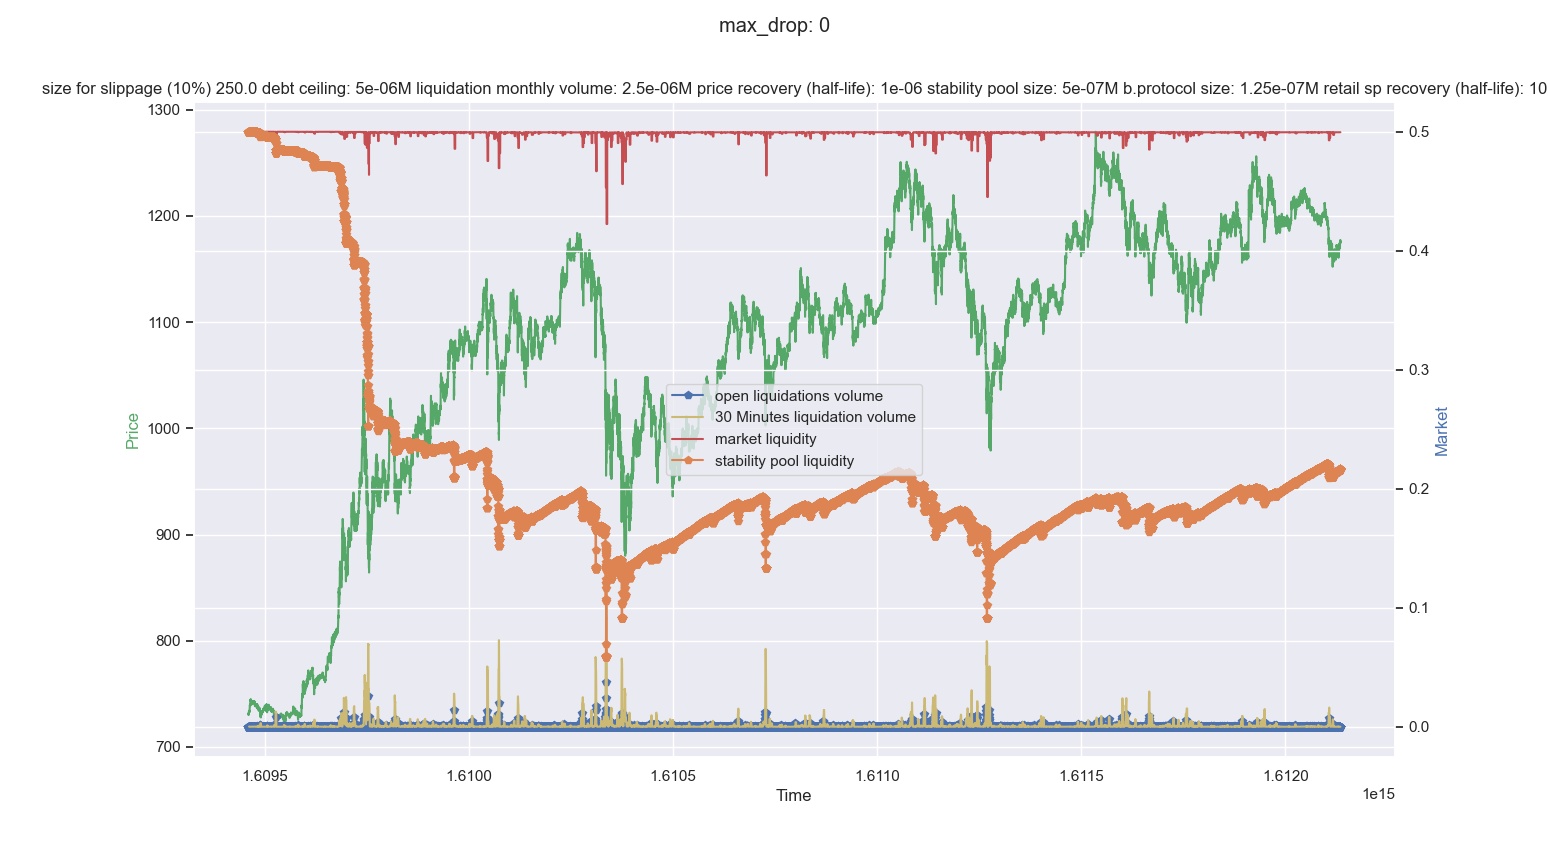 max_drop: 0
size for slippage (10%) 250.0 debt ceiling: 5e-06M liquidation monthly volume: 2.5e-06M price recovery (half-life): 1e-06 stability pool size: 5e-07M b.protocol size: 1.25e-07M retail sp recovery (half-life): 10
1300
1200
1100
1000
900
800
700
Price
0.5
0.4
0.3
0.2
0.1
0.0
Market
open liquidations volume
30 Minutes liquidation volume
market liquidity
stability pool liquidity
1.6095 1.6100 1.6105 1.6110 1.6115 1.6120
Time
1e15